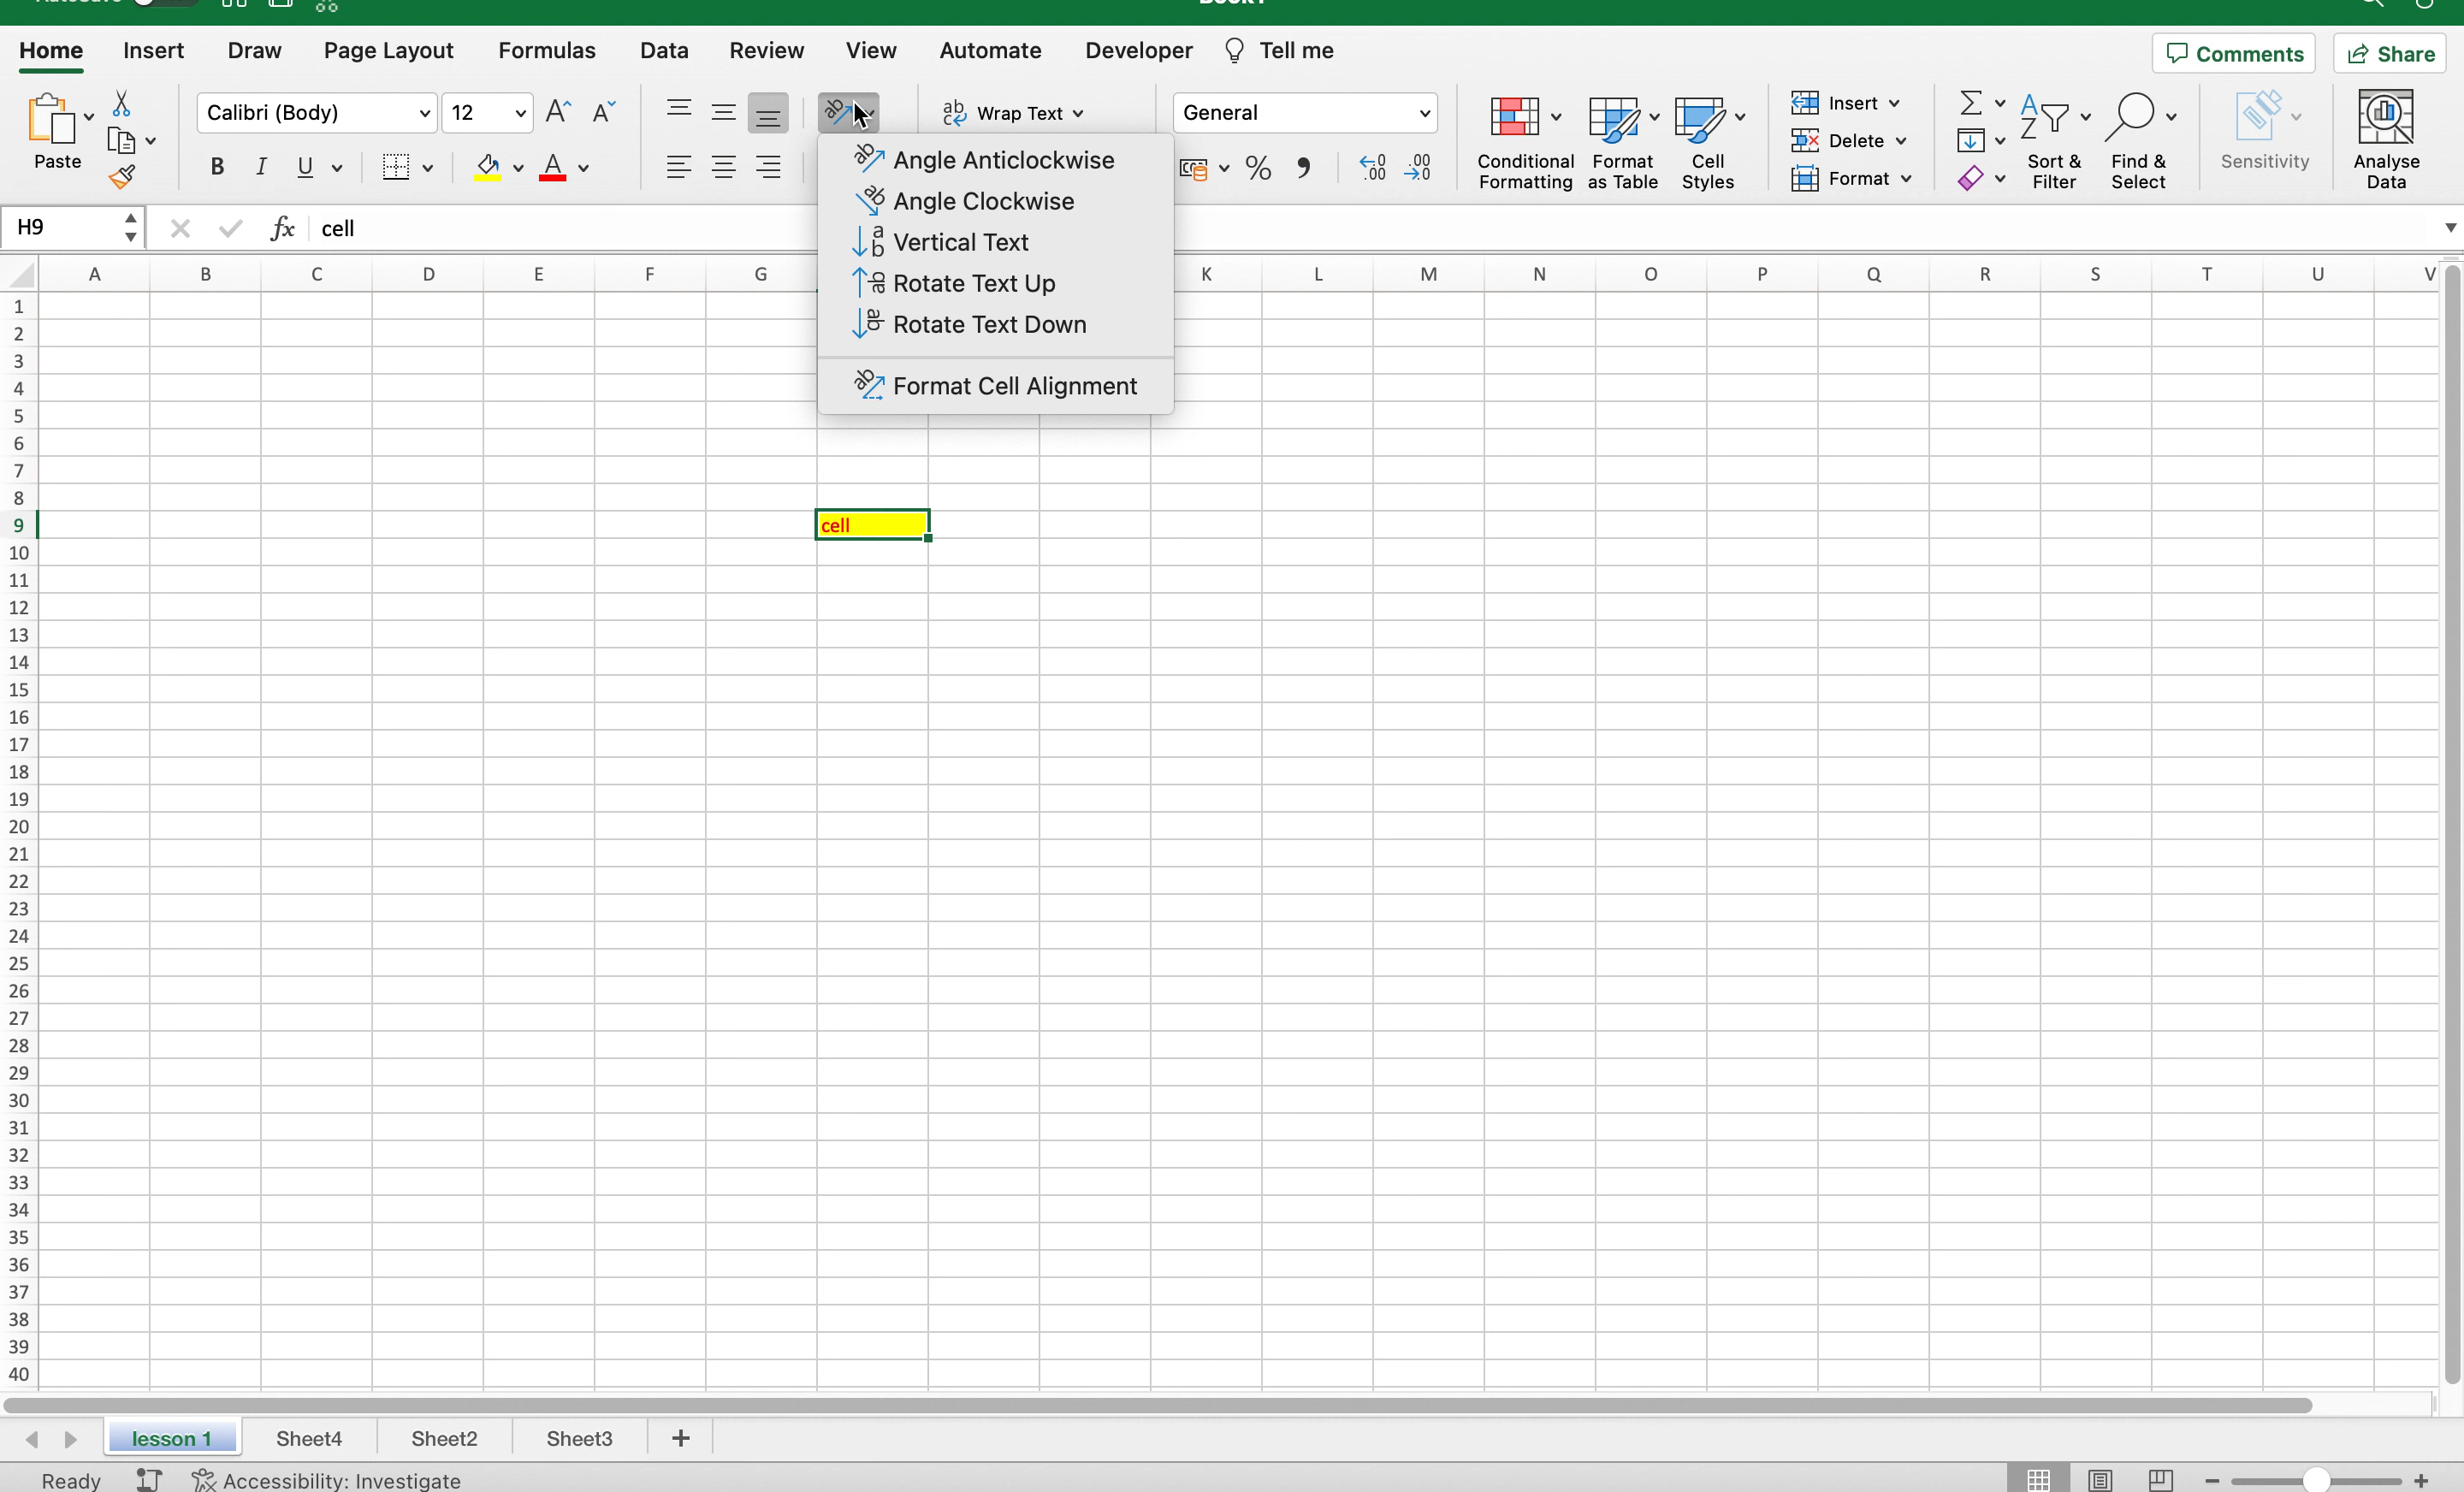 Home Insert Draw Page Layout Formulas Data Review View Automate Developer Tell me Comments Share
Calibri (Body) 12 Wrap Text General Insert
Delete
Paste B I U A % Conditional Formatting Format as Table Cell Styles Format Sort & Filter Find & Select Sensitivity Analyse Data
Angle Anticlockwise
Angle Clockwise
Vertical Text
Rotate Text Up
Rotate Text Down
Format Cell Alignment
H9 fx cell
A B C D E F G K L M N O P Q R S T U V
1
2
3
4
5
6
7
8
9 cell
10
11
12
13
14
15
16
17
18
19
20
21
22
23
24
25
26
27
28
29
30
31
32
33
34
35
36
37
38
39
40
lesson 1 Sheet4 Sheet2 Sheet3 +
Ready Accessibility: Investigate